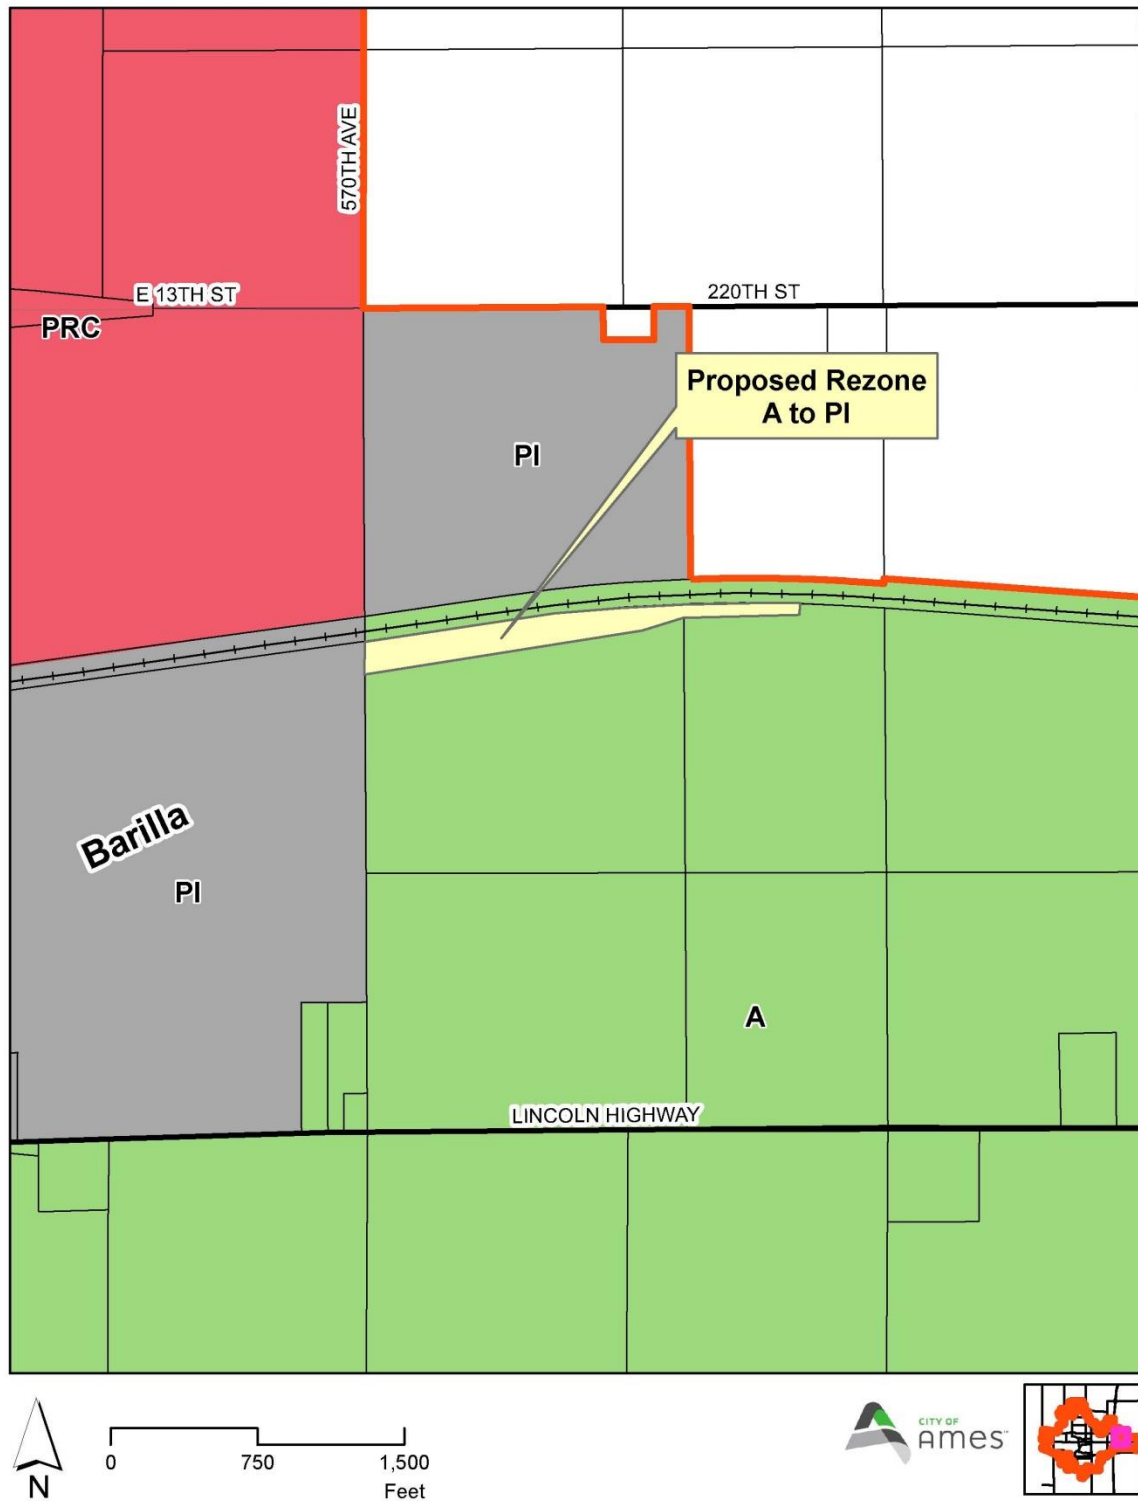 570TH AVE
E 13TH ST
220TH ST
PRC
Proposed Rezone
A to PI
PI
Barilla
PI
A
LINCOLN HIGHWAY
N
0 750 1,500
Feet
CITY OF
AMES™